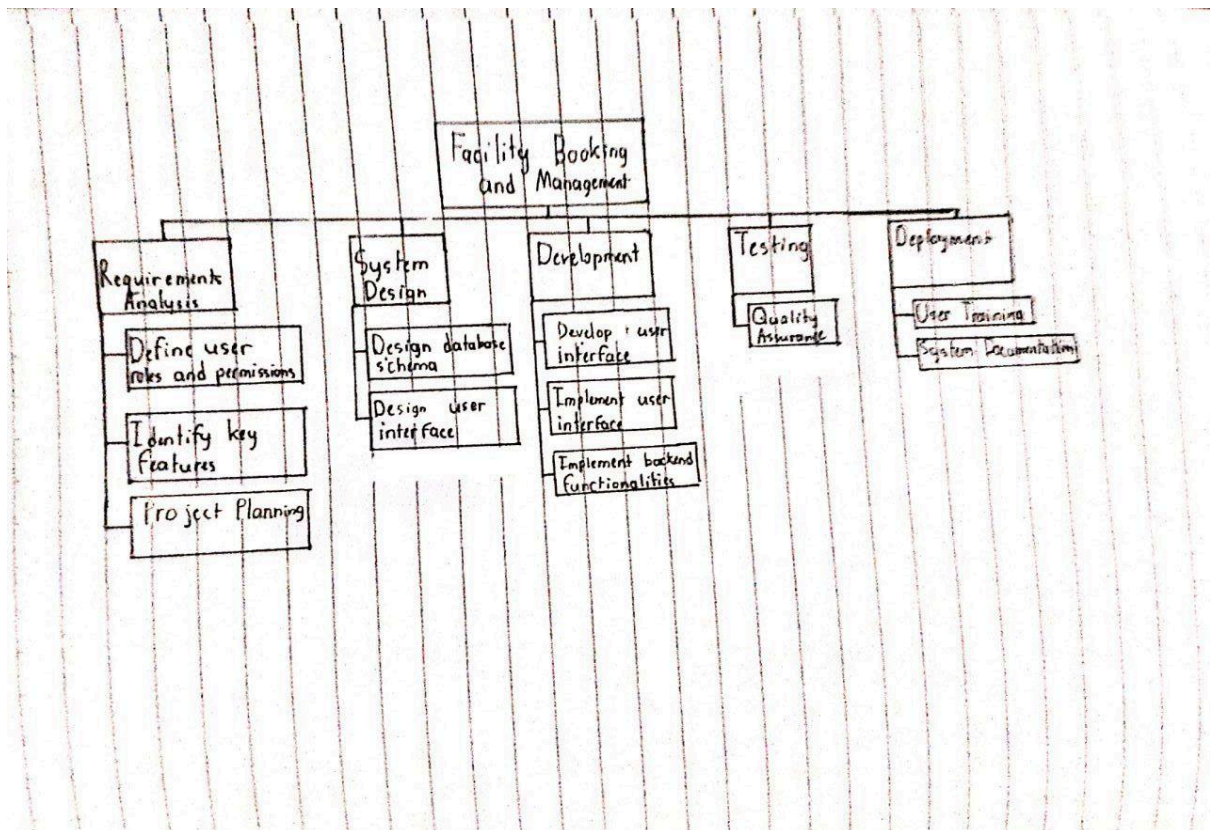 Facility Booking
and Management
Requirements
Analysis
Define user
roles and permissions
Identify key
features
Project Planning
System
Design
Design database
schema
Design user
interface
Development
Develop user
interface
Implement user
interface
Implement backend
functionalities
Testing
Quality
Assurance
Deployment
User Training
System Documentation